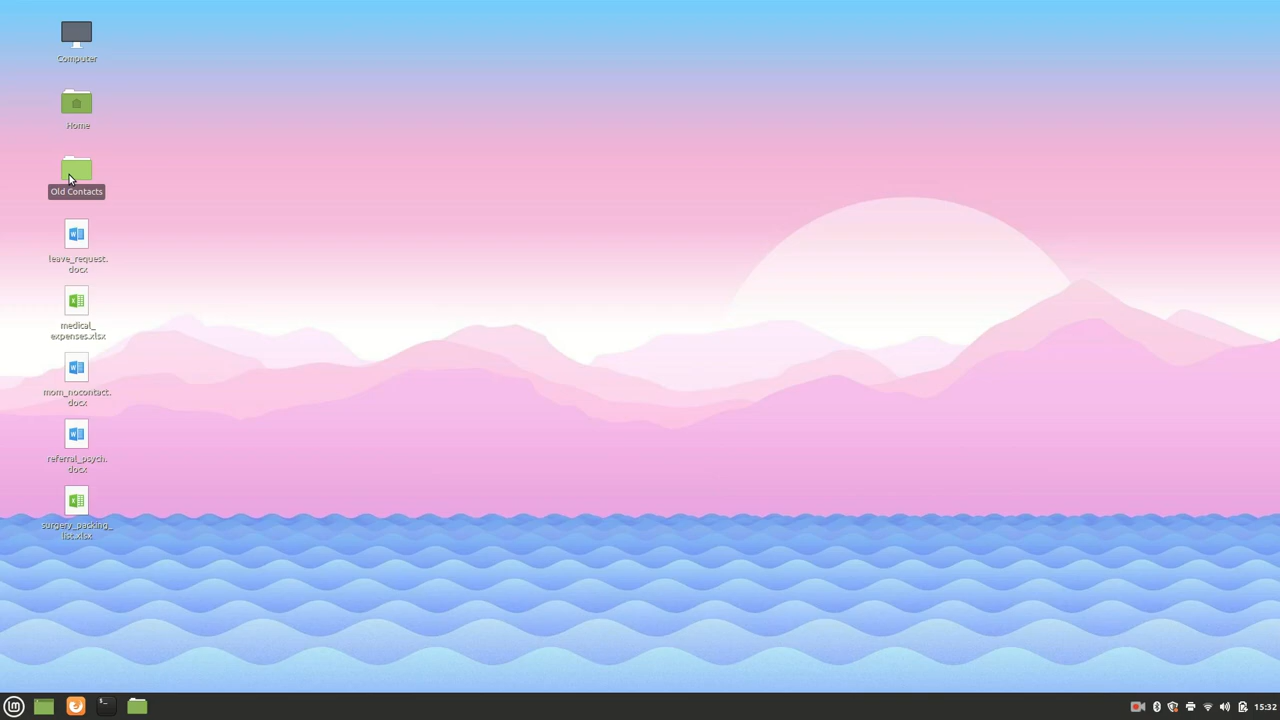 Computer
Home
Old Contacts
leave_request.
docx
medical_
expenses.xlsx
mom_nocontact.
docx
referral_psych.
docx
surgery_packing_
list.xlsx
15:32